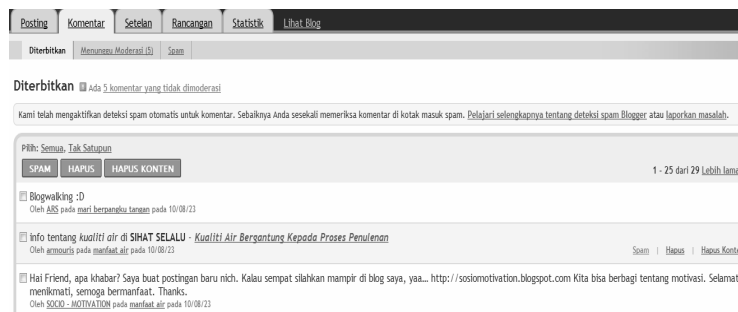 Posting Komentar Setelan Rancangan Statistik Lihat Blog
Diterbitkan Menunggu Moderasi (5) Spam
Diterbitkan Ada 5 komentar yang tidak dimoderasi
Kami telah mengaktifkan deteksi spam otomatis untuk komentar. Sebaiknya Anda sesekali memeriksa komentar di kotak masuk spam. Pelajari selengkapnya tentang deteksi spam Blogger atau laporkan masalah.
Pilih: Semua, Tak Satupun
SPAM HAPUS HAPUS KONTEN 1 - 25 dari 29 Lebih lama
Blogwalking :D
Oleh ARS pada mari berpangku tangan pada 10/08/23
info tentang kualiti air di SIHAT SELALU - Kualiti Air Bergantung Kepada Proses Penulenan
Oleh armouris pada manfaat air pada 10/08/23 Spam | Hapus | Hapus Konte
Hai Friend, apa khabar? Saya buat postingan baru nich. Kalau sempat silahkan mampir di blog saya, yaa... http://sosiomotivation.blogspot.com Kita bisa berbagi tentang motivasi. Selamat
menikmati, semoga bermanfaat. Thanks.
Oleh SOCIO - MOTIVATION pada manfaat air pada 10/08/23